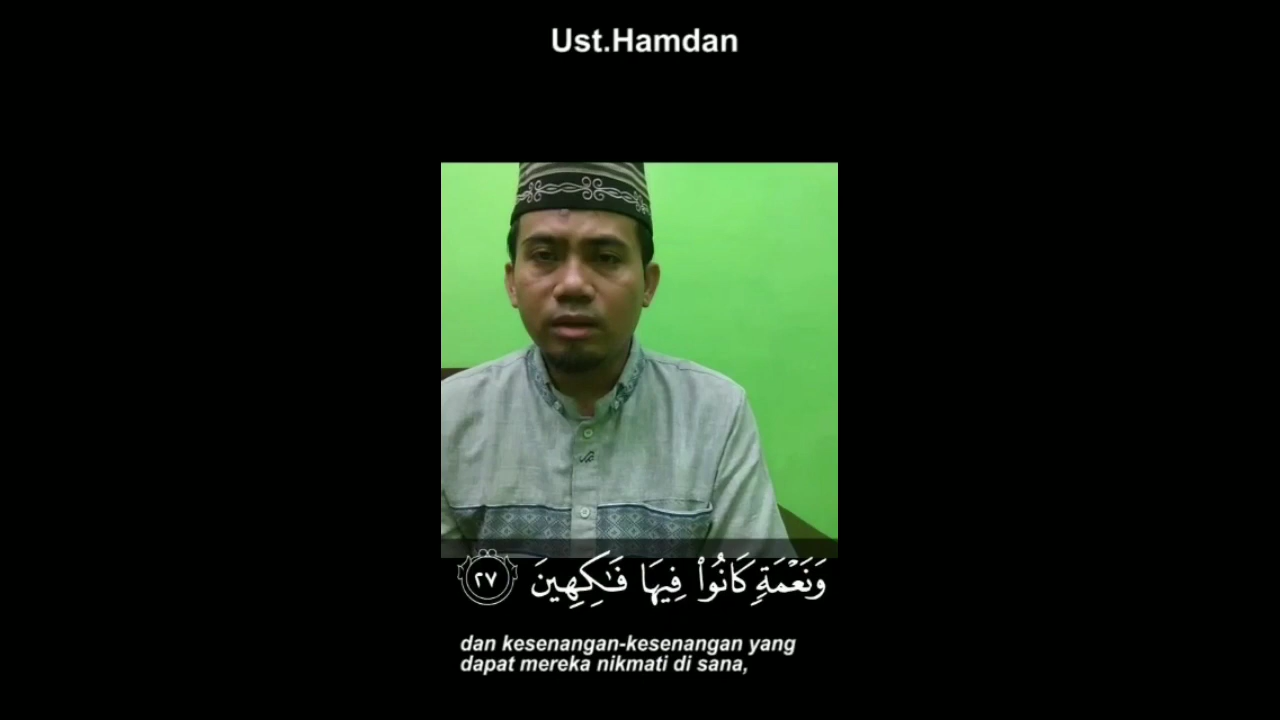 Ust.Hamdan
وَنَعْمَةٍ كَانُوا۟ فِيهَا فَـٰكِهِينَ ٢٧
dan kesenangan-kesenangan yang
dapat mereka nikmati di sana,